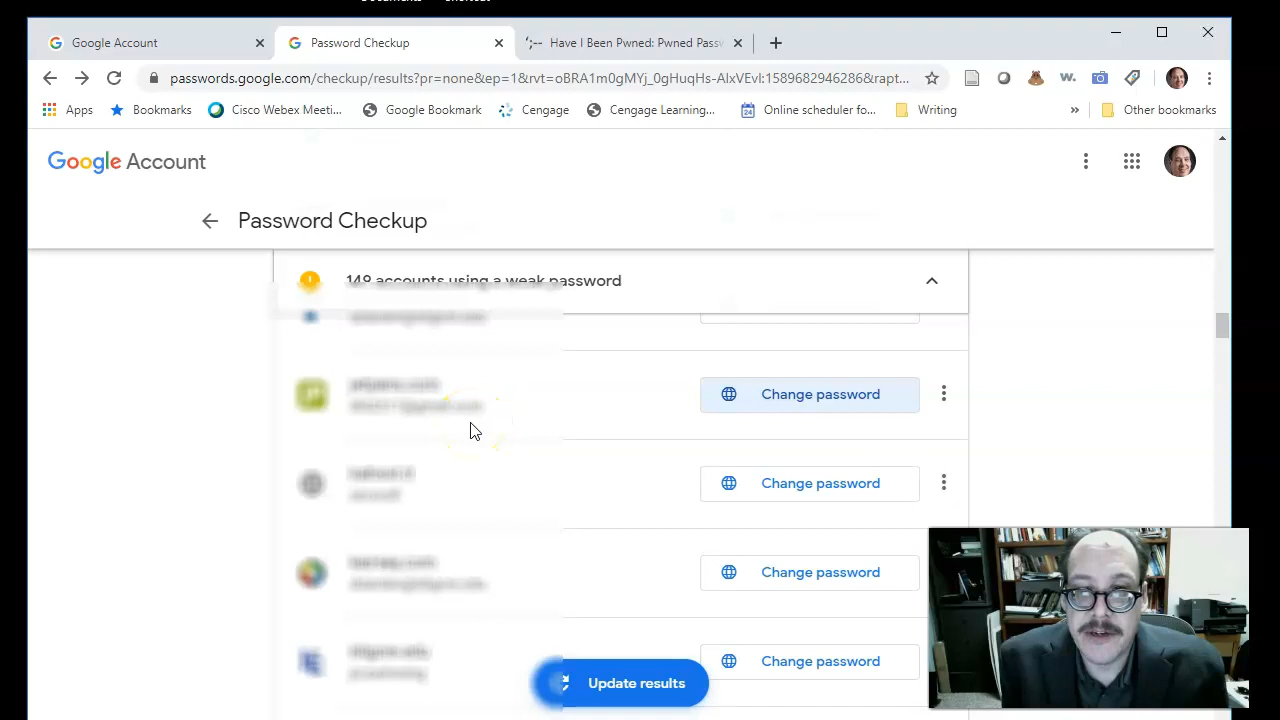 Google Account
Password Checkup
Have I Been Pwned: Pwned Pass
passwords.google.com/checkup/results?pr=none&ep=1&rvt=oBRA1m0gMYj_0gHuqHs-AlxVEvI:1589682946286&rapt...
Apps
Bookmarks
Cisco Webex Meeti...
Google Bookmark
Cengage
Cengage Learning,...
Online scheduler fo...
Writing
»
Other bookmarks
Google Account
Password Checkup
149 accounts using a weak password
Change password
Change password
Change password
Change password
Update results